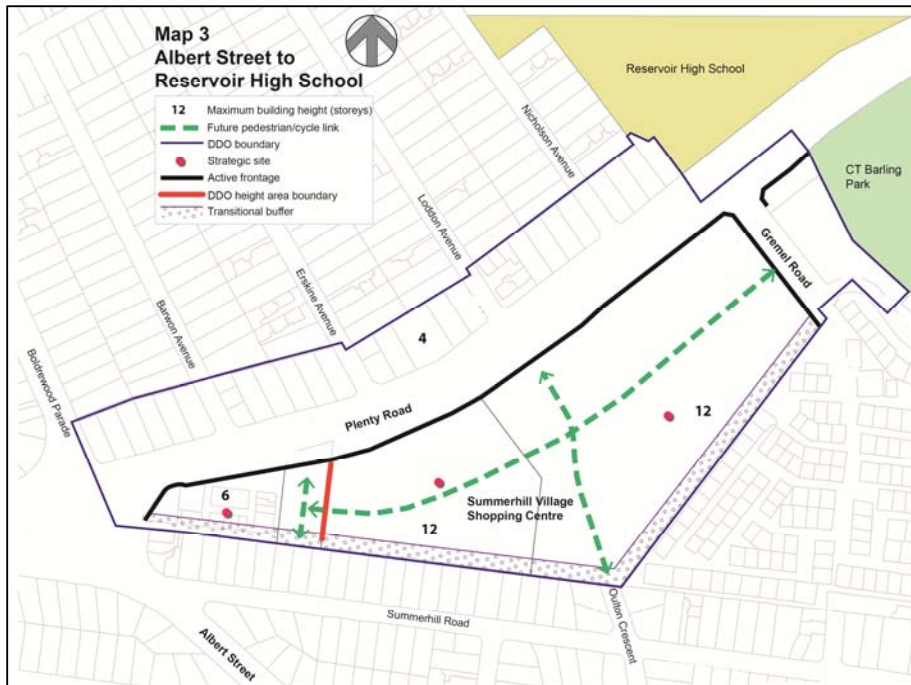 Map 3
Albert Street to
Reservoir High School
12 Maximum building height (storeys)
Future pedestrian/cycle link
DDO boundary
Strategic site
Active frontage
DDO height area boundary
Transitional buffer
Reservoir High School
CT Barling
Park
Nicholson Avenue
Loddon Avenue
Erskine Avenue
Barwon Avenue
Boldrewood Parade
Gremel Road
4
Plenty Road
12
6
12
Summerhill Village
Shopping Centre
Summerhill Road
Oulton Crescent
Albert Street